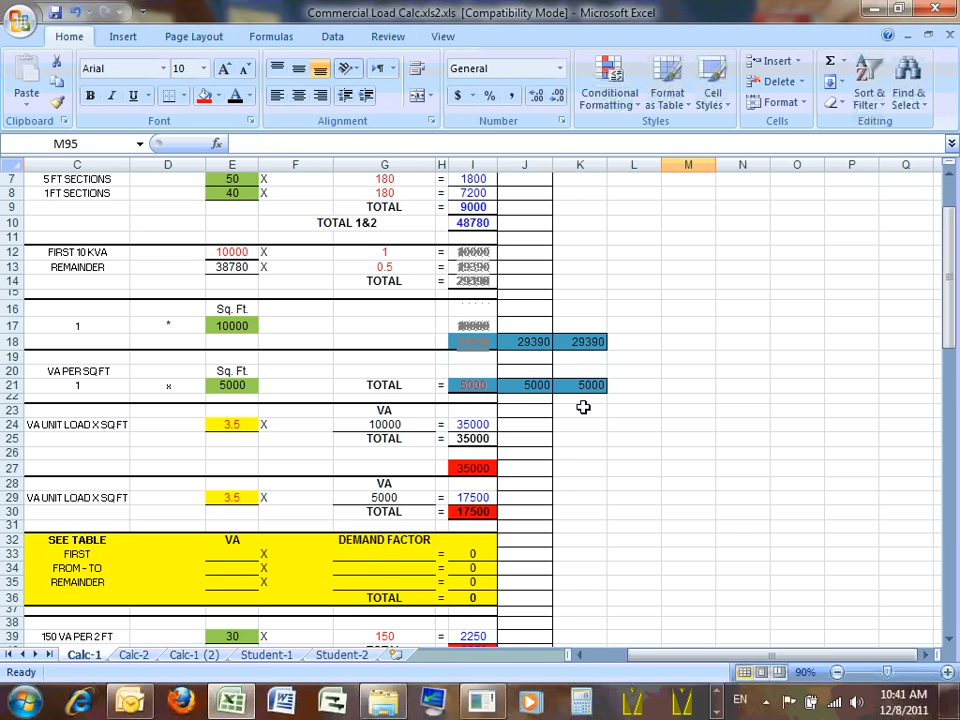 Commercial Load Calc.xls2.xls [Compatibility Mode] - Microsoft Excel
Home Insert Page Layout Formulas Data Review View
Paste
Arial 10
B I U
A A
General
$ % ,
Conditional Formatting
Format as Table
Cell Styles
Insert
Delete
Format
Σ
Sort & Filter
Find & Select
Clipboard Font Alignment Number Styles Cells Editing
M95 fx
C D E F G H I J K L M N O P Q
7 5 FT SECTIONS 50 X 180 = 1800
8 1FT SECTIONS 40 X 180 = 7200
9 TOTAL = 9000
10 TOTAL 1&2 48780
11
12 FIRST 10 KVA 10000 X 1 =
13 REMAINDER 38780 X 0.5 = 19390
14 TOTAL = 29390
15
16 Sq. Ft.
17 1 * 10000
18 29390 29390
19
20 VA PER SQ FT Sq. Ft.
21 1 x 5000 TOTAL = 5000 5000 5000
22
23 VA
24 VA UNIT LOAD X SQ FT 3.5 X 10000 = 35000
25 TOTAL = 35000
26
27 35000
28 VA
29 VA UNIT LOAD X SQ FT 3.5 X 5000 = 17500
30 TOTAL = 17500
31
32 SEE TABLE VA DEMAND FACTOR
33 FIRST X = 0
34 FROM - TO X = 0
35 REMAINDER X = 0
36 TOTAL = 0
37
38
39 150 VA PER 2 FT 30 X 150 = 2250
Calc-1 Calc-2 Calc-1 (2) Student-1 Student-2
Ready 90%
EN 10:41 AM
12/8/2011